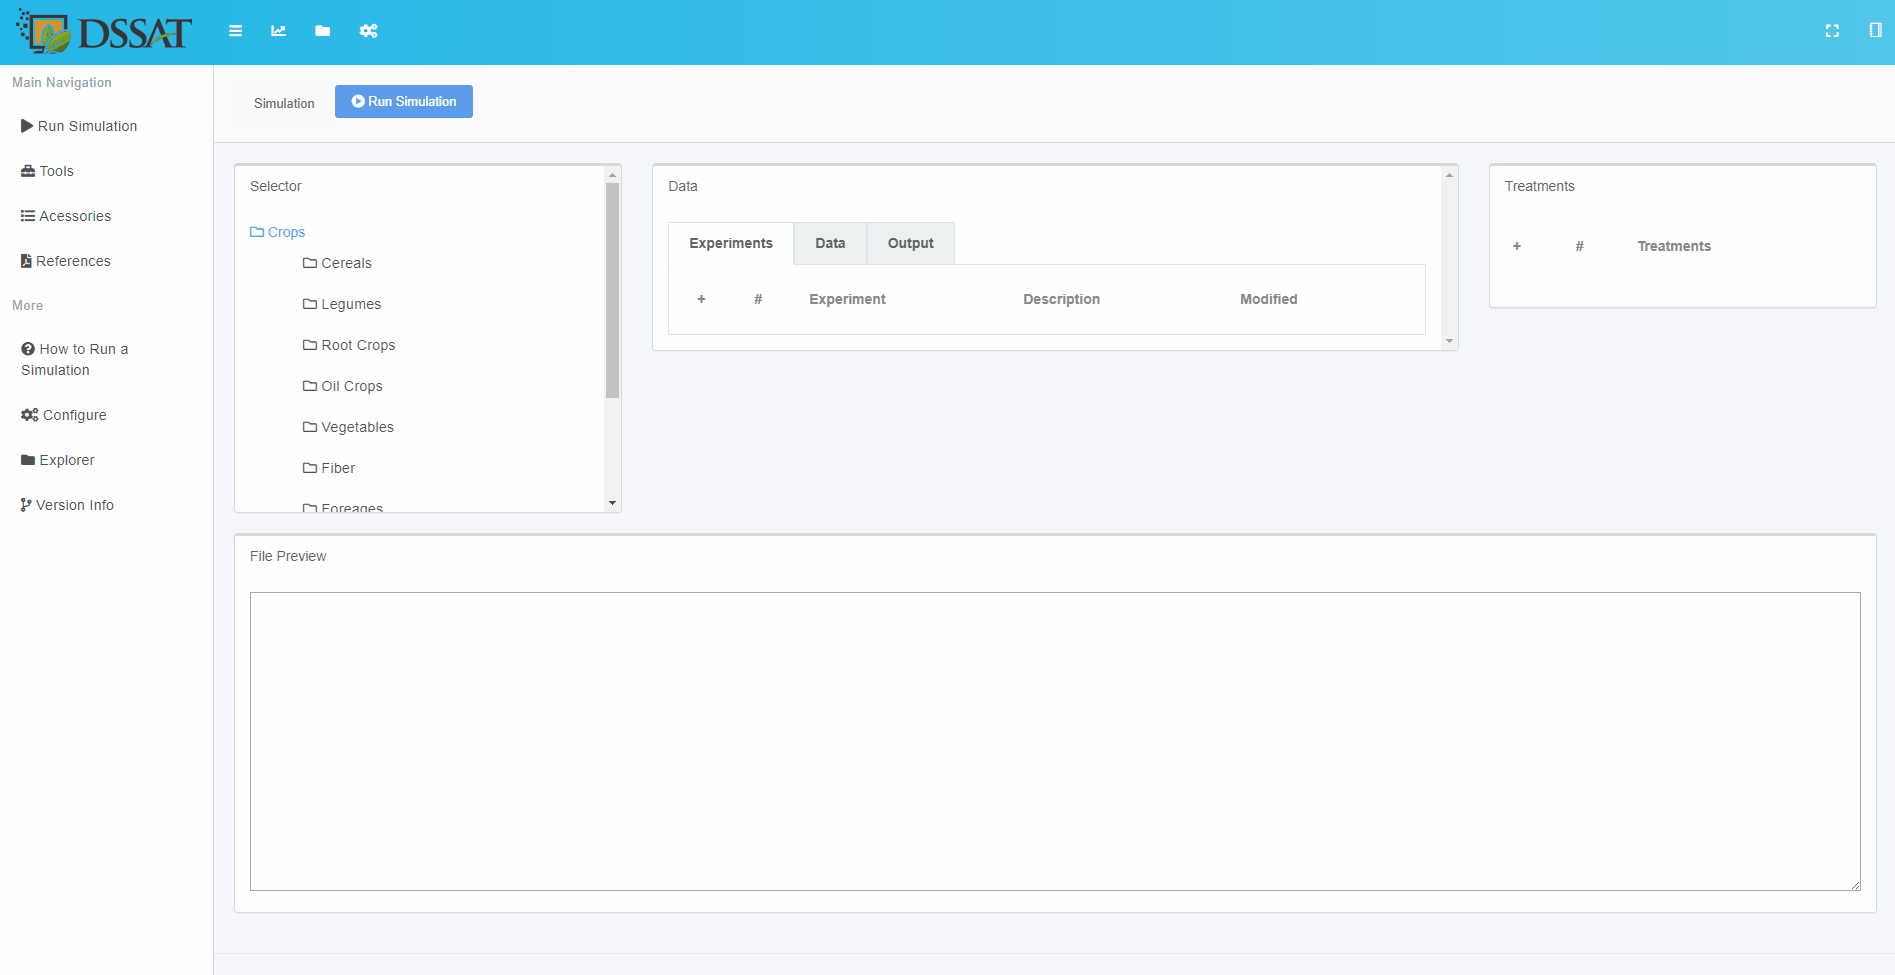 DSSAT
Main Navigation
Run Simulation
Tools
Acessories
References
More
How to Run a
Simulation
Configure
Explorer
Version Info
Simulation
Run Simulation
Selector
Crops
Cereals
Legumes
Root Crops
Oil Crops
Vegetables
Fiber
Foreages
Data
Experiments Data Output
+ # Experiment Description Modified
Treatments
+ # Treatments
File Preview